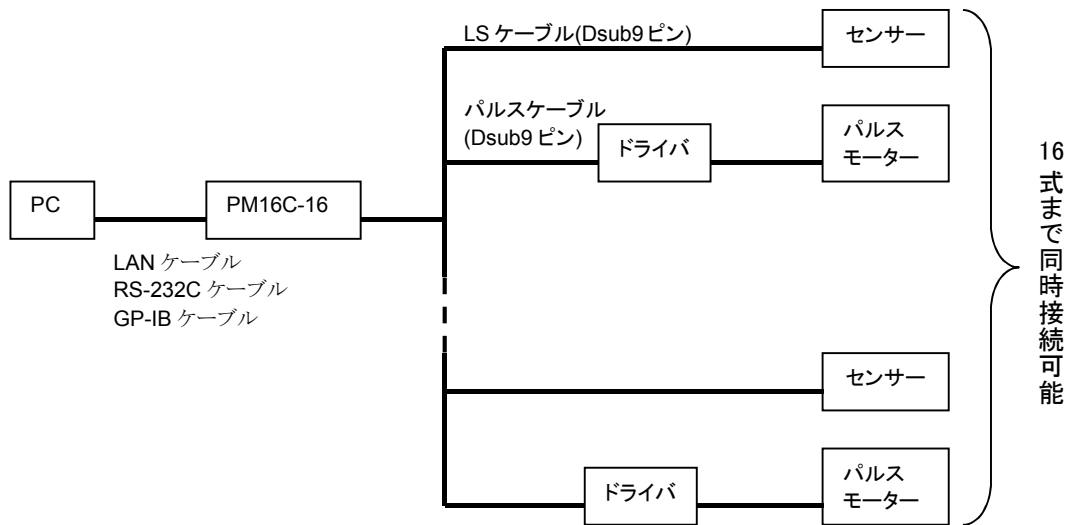 LS ケーブル(Dsub9 ピン)
センサー
パルスケーブル
(Dsub9 ピン)
ドライバ
パルス
モーター
PC
PM16C-16
LAN ケーブル
RS-232C ケーブル
GP-IB ケーブル
センサー
ドライバ
パルス
モーター
16式まで同時接続可能